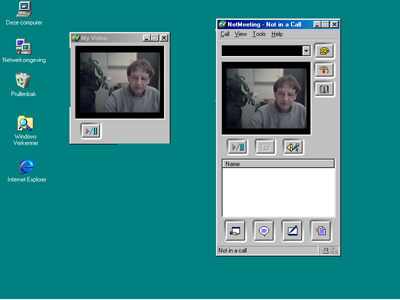 Deze computer
Netwerkomgeving
Prullenbak
Windows
Verkenner
Internet Explorer
My Video
NetMeeting - Not in a Call
Call View Tools Help
Name
Not in a call